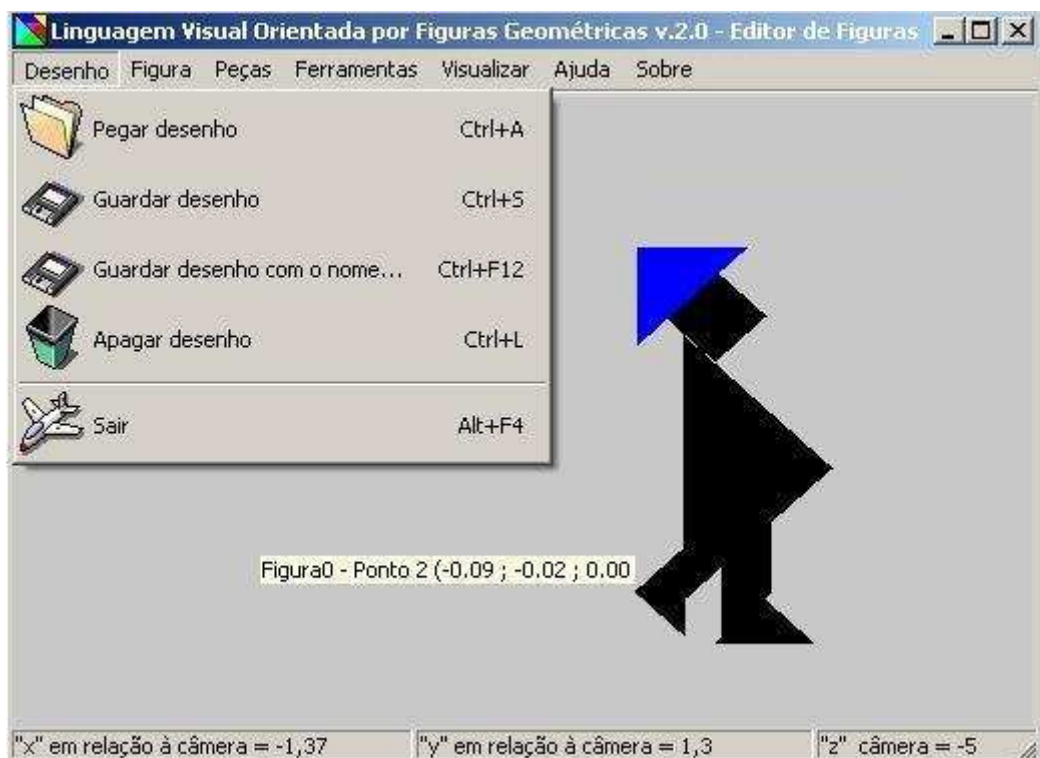 Linguagem Visual Orientada por Figuras Geométricas v.2.0 - Editor de Figuras
Desenho Figura Peças Ferramentas Visualizar Ajuda Sobre
Pegar desenho Ctrl+A
Guardar desenho Ctrl+S
Guardar desenho com o nome... Ctrl+F12
Apagar desenho Ctrl+L
Sair Alt+F4
Figura0 - Ponto 2 (-0.09 ; -0.02 ; 0.00
"x" em relação à câmera = -1,37 "y" em relação à câmera = 1,3 "z" câmera = -5